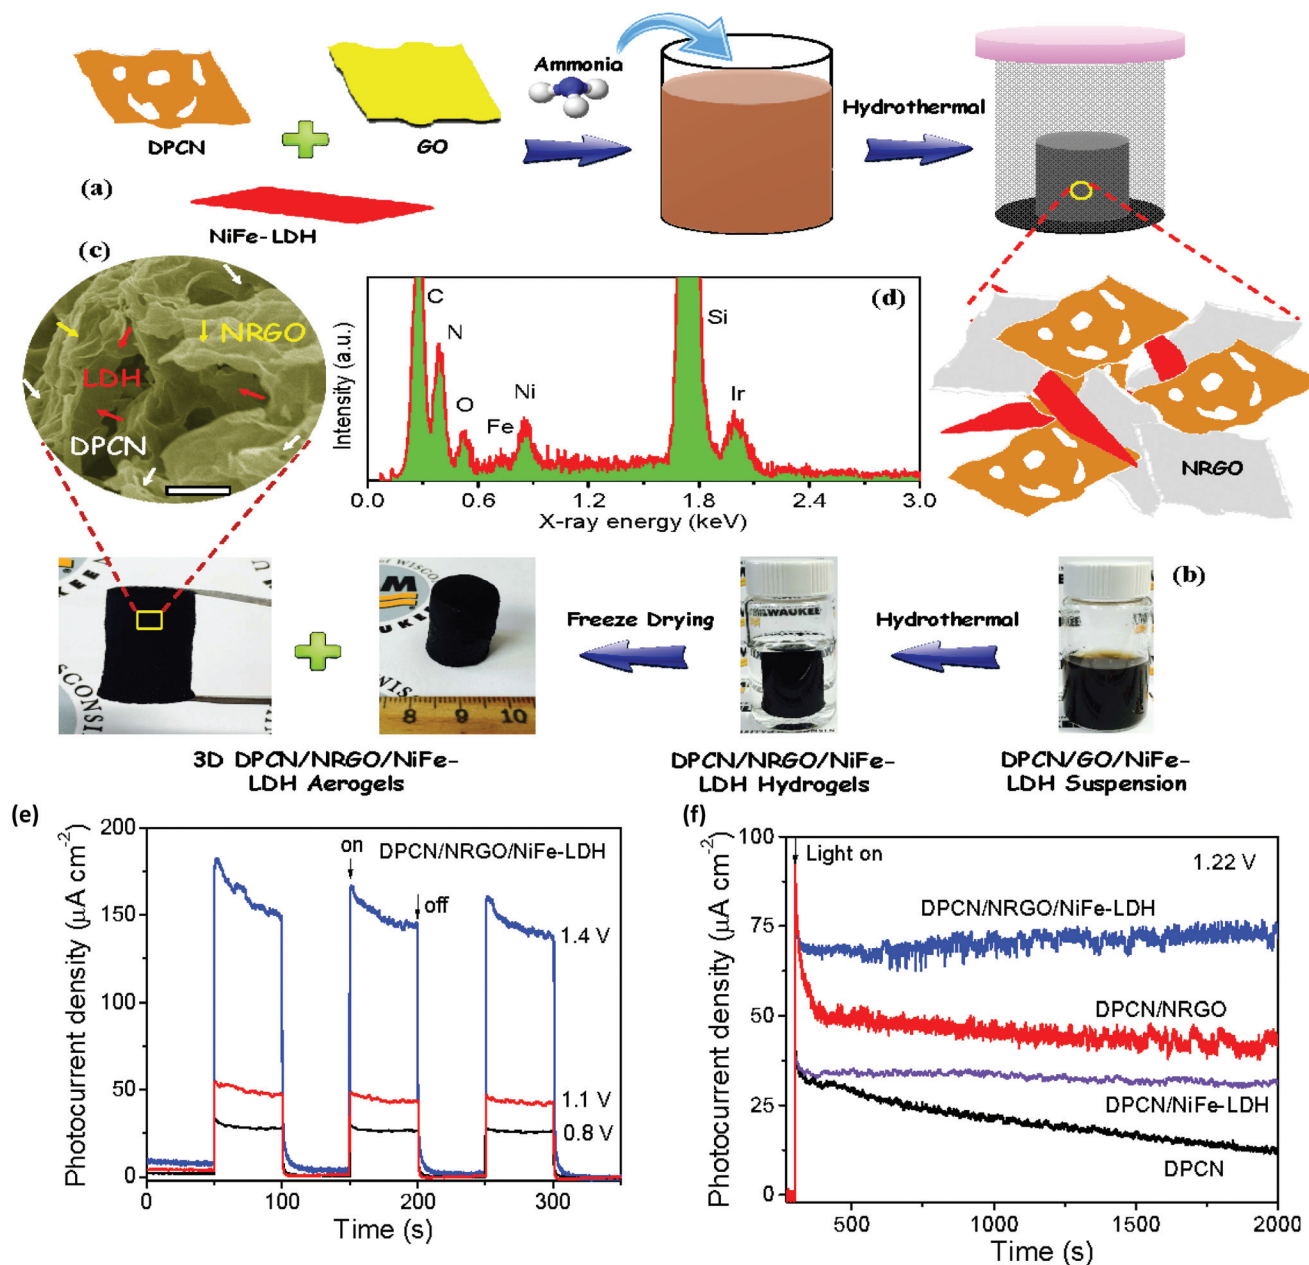 Ammonia
Hydrothermal
DPCN
GO
(a)
NiFe-LDH
(c)
NRGO
LDH
DPCN
(d)
C
N
O
Fe
Ni
Si
Ir
Intensity (a.u.)
0.0 0.6 1.2 1.8 2.4 3.0
X-ray energy (keV)
NRGO
(b)
Freeze Drying
Hydrothermal
WAUKEE
CONSIN
8 9 10
3D DPCN/NRGO/NiFe-
LDH Aerogels
DPCN/NRGO/NiFe-
LDH Hydrogels
DPCN/GO/NiFe-
LDH Suspension
(e)
Photocurrent density (μA cm-2)
200
150
100
50
0
on
DPCN/NRGO/NiFe-LDH
off
1.4 V
1.1 V
0.8 V
0 100 200 300
Time (s)
(f)
Photocurrent density (μA cm-2)
100
75
50
25
0
Light on
1.22 V
DPCN/NRGO/NiFe-LDH
DPCN/NRGO
DPCN/NiFe-LDH
DPCN
500 1000 1500 2000
Time (s)